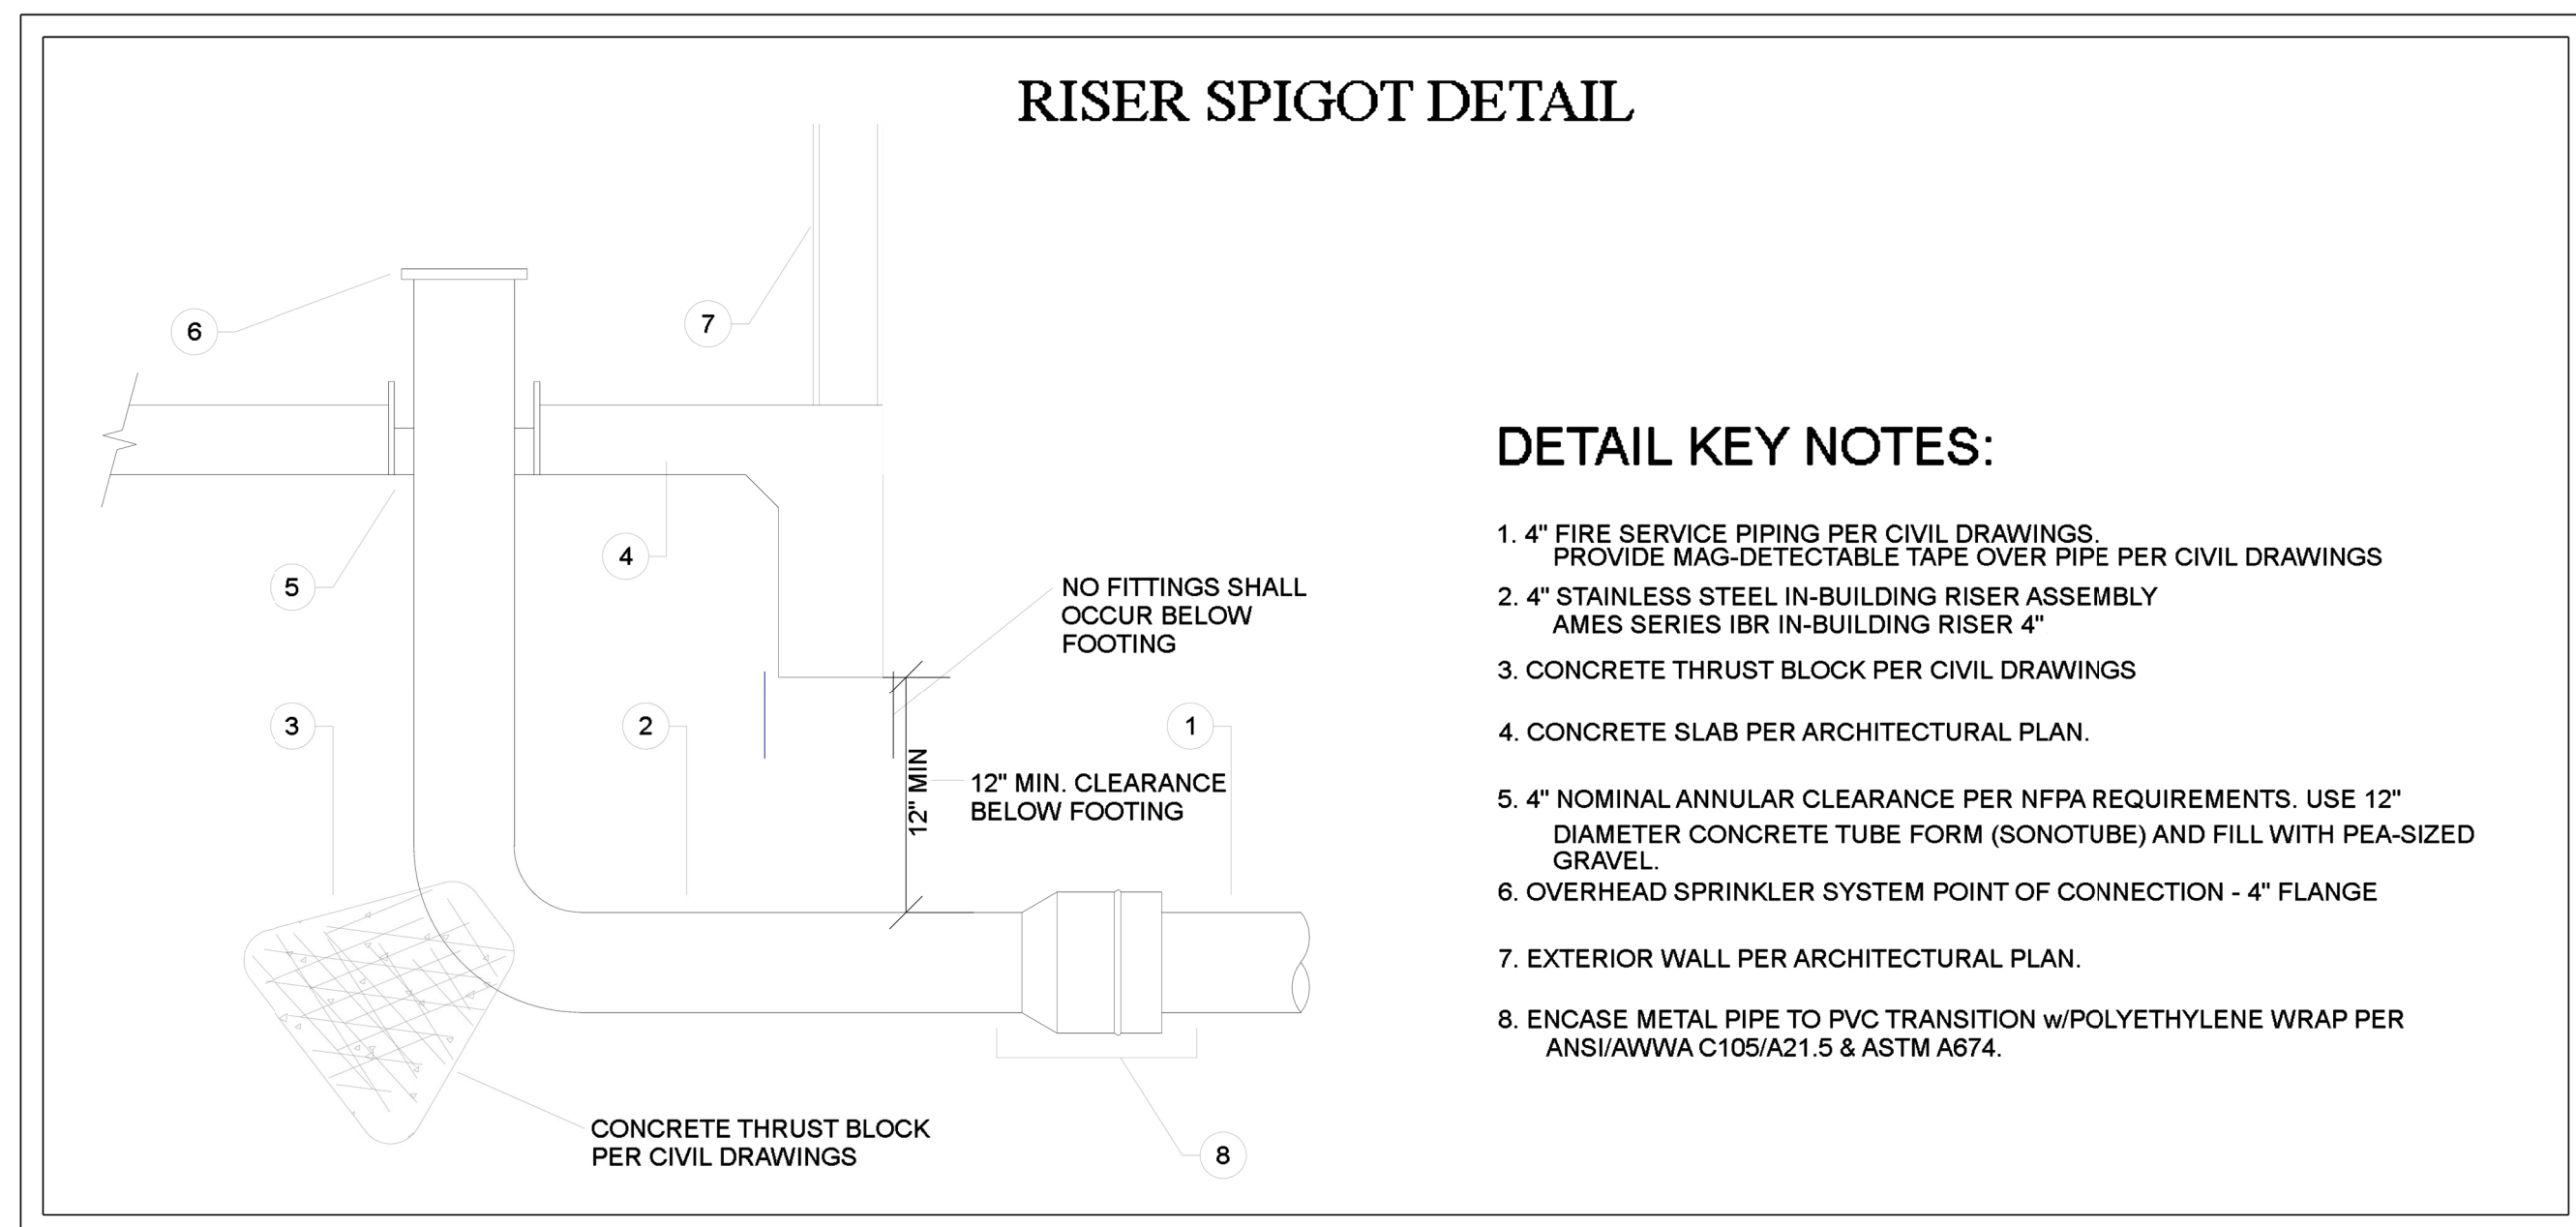 RISER SPIGOT DETAIL
6
7
5
4
NO FITTINGS SHALL
OCCUR BELOW
FOOTING
3
2
1
12" MIN
12" MIN. CLEARANCE
BELOW FOOTING
CONCRETE THRUST BLOCK
PER CIVIL DRAWINGS
8
DETAIL KEY NOTES:
1. 4" FIRE SERVICE PIPING PER CIVIL DRAWINGS.
PROVIDE MAG-DETECTABLE TAPE OVER PIPE PER CIVIL DRAWINGS
2. 4" STAINLESS STEEL IN-BUILDING RISER ASSEMBLY
AMES SERIES IBR IN-BUILDING RISER 4"
3. CONCRETE THRUST BLOCK PER CIVIL DRAWINGS
4. CONCRETE SLAB PER ARCHITECTURAL PLAN.
5. 4" NOMINAL ANNULAR CLEARANCE PER NFPA REQUIREMENTS. USE 12"
DIAMETER CONCRETE TUBE FORM (SONOTUBE) AND FILL WITH PEA-SIZED
GRAVEL.
6. OVERHEAD SPRINKLER SYSTEM POINT OF CONNECTION - 4" FLANGE
7. EXTERIOR WALL PER ARCHITECTURAL PLAN.
8. ENCASE METAL PIPE TO PVC TRANSITION w/POLYETHYLENE WRAP PER
ANSI/AWWA C105/A21.5 & ASTM A674.